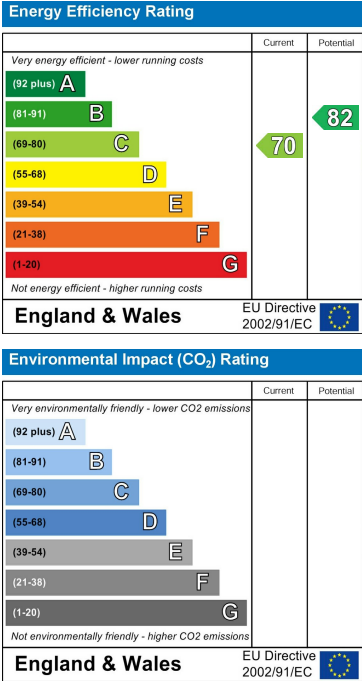 Energy Efficiency Rating
Current Potential
Very energy efficient - lower running costs
(92 plus) A
(81-91) B
82
(69-80) C
70
(55-68) D
(39-54) E
(21-38) F
(1-20) G
Not energy efficient - higher running costs
England & Wales
EU Directive
2002/91/EC
Environmental Impact (CO₂) Rating
Current Potential
Very environmentally friendly - lower CO2 emissions
(92 plus) A
(81-91) B
(69-80) C
(55-68) D
(39-54) E
(21-38) F
(1-20) G
Not environmentally friendly - higher CO2 emissions
England & Wales
EU Directive
2002/91/EC